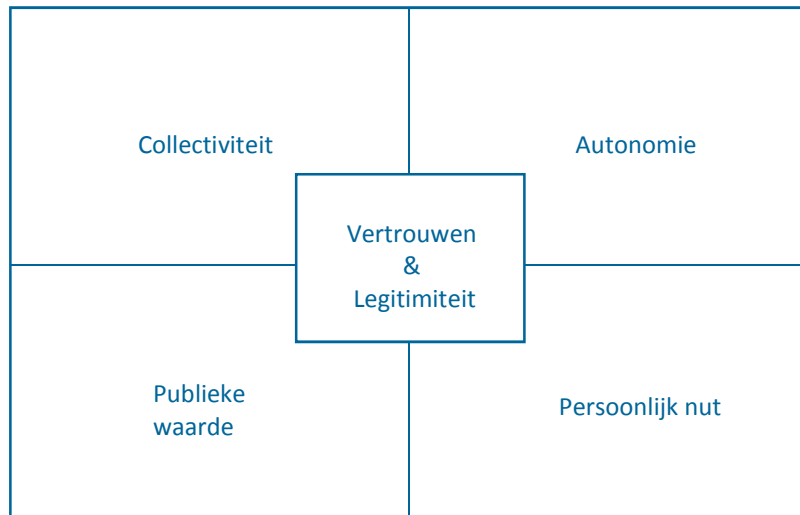 Collectiviteit
Autonomie
Vertrouwen
&
Legitimiteit
Publieke
waarde
Persoonlijk nut